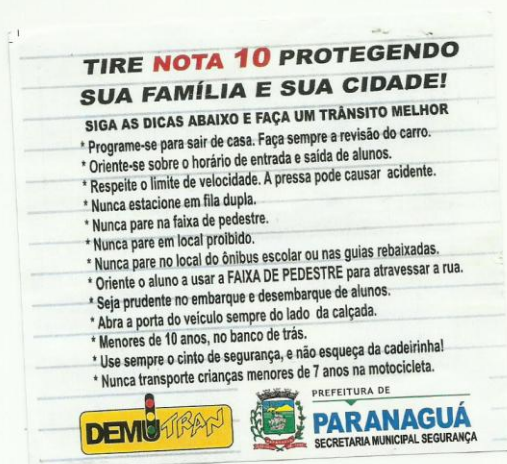 TIRE NOTA 10 PROTEGENDO
SUA FAMÍLIA E SUA CIDADE!
SIGA AS DICAS ABAIXO E FAÇA UM TRÂNSITO MELHOR
* Programe-se para sair de casa. Faça sempre a revisão do carro.
* Oriente-se sobre o horário de entrada e saída de alunos.
* Respeite o limite de velocidade. A pressa pode causar acidente.
* Nunca estacione em fila dupla.
* Nunca pare na faixa de pedestre.
* Nunca pare em local proibido.
* Nunca pare no local do ônibus escolar ou nas guias rebaixadas.
* Oriente o aluno a usar a FAIXA DE PEDESTRE para atravessar a rua.
* Seja prudente no embarque e desembarque de alunos.
* Abra a porta do veículo sempre do lado da calçada.
* Menores de 10 anos, no banco de trás.
* Use sempre o cinto de segurança, e não esqueça da cadeirinha!
* Nunca transporte crianças menores de 7 anos na motocicleta.
DEMUTRAN
PREFEITURA DE
PARANAGUÁ
SECRETARIA MUNICIPAL SEGURANÇA